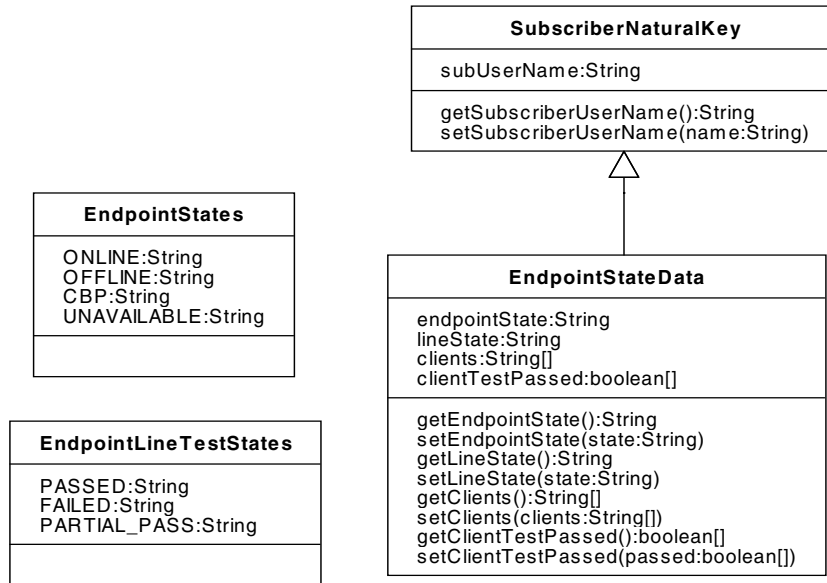 SubscriberNaturalKey
subUserName:String
getSubscriberUserName():String
setSubscriberUserName(name:String)
EndpointStates
ONLINE:String
OFFLINE:String
CBP:String
UNAVAILABLE:String
EndpointStateData
endpointState:String
lineState:String
clients:String[]
clientTestPassed:boolean[]
getEndpointState():String
setEndpointState(state:String)
getLineState():String
setLineState(state:String)
getClients():String[]
setClients(clients:String[])
getClientTestPassed():boolean[]
setClientTestPassed(passed:boolean[])
EndpointLineTestStates
PASSED:String
FAILED:String
PARTIAL_PASS:String